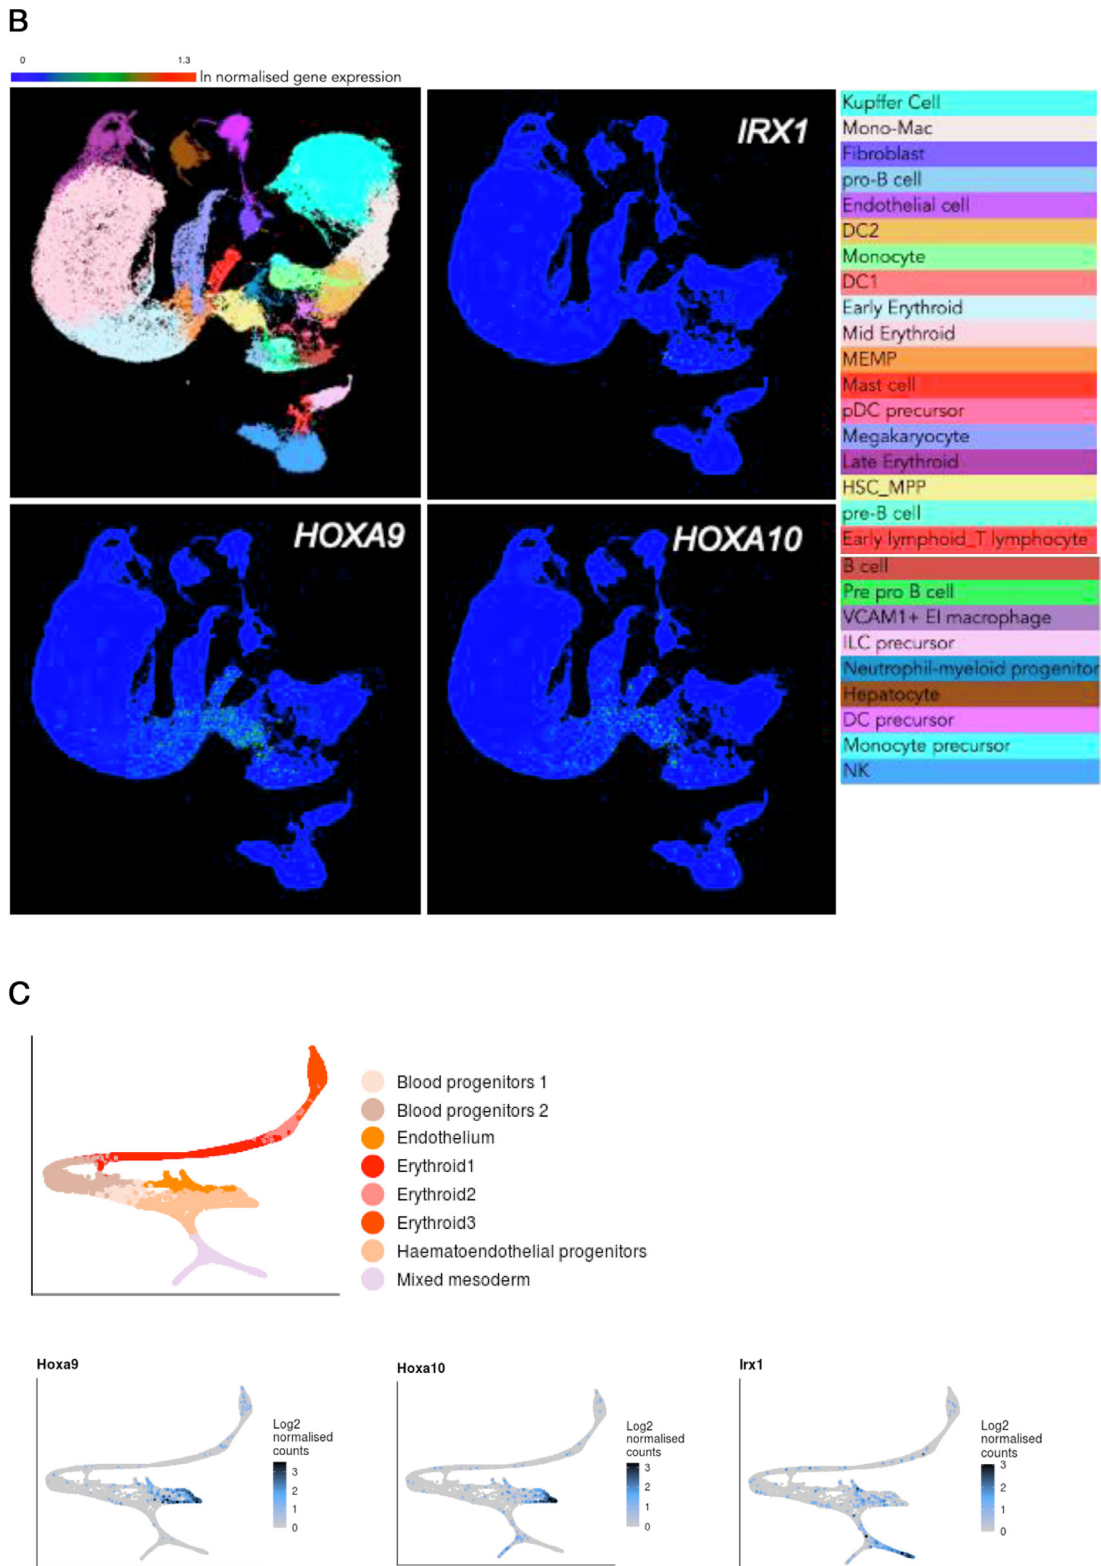 B
0 1.3
ln normalised gene expression
IRX1
HOXA9
HOXA10
Kupffer Cell
Mono-Mac
Fibroblast
pro-B cell
Endothelial cell
DC2
Monocyte
DC1
Early Erythroid
Mid Erythroid
MEMP
Mast cell
pDC precursor
Megakaryocyte
Late Erythroid
HSC_MPP
pre-B cell
Early lymphoid_T lymphocyte
B cell
Pre pro B cell
VCAM1+ EI macrophage
ILC precursor
Neutrophil-myeloid progenitor
Hepatocyte
DC precursor
Monocyte precursor
NK
C
Blood progenitors 1
Blood progenitors 2
Endothelium
Erythroid1
Erythroid2
Erythroid3
Haematoendothelial progenitors
Mixed mesoderm
Hoxa9
Log2
normalised
counts
3
2
1
0
Hoxa10
Log2
normalised
counts
3
2
1
0
Irx1
Log2
normalised
counts
3
2
1
0